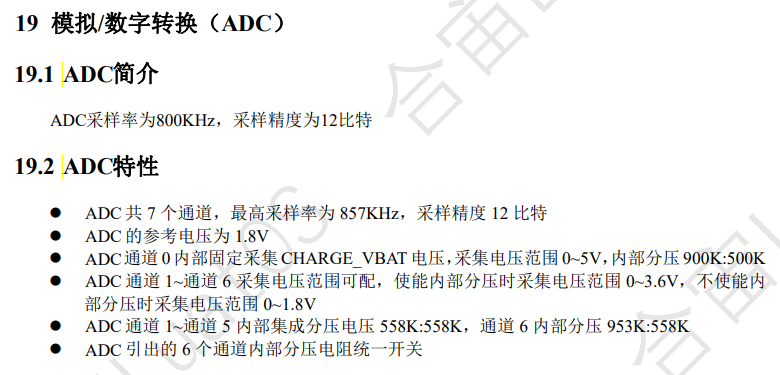 19 模拟/数字转换（ADC）
19.1 ADC简介
ADC采样率为800KHz，采样精度为12比特
19.2 ADC特性
● ADC 共 7 个通道，最高采样率为 857KHz，采样精度 12 比特
● ADC 的参考电压为 1.8V
● ADC 通道 0 内部固定采集 CHARGE_VBAT 电压，采集电压范围 0~5V，内部分压 900K:500K
● ADC 通道 1~通道 6 采集电压范围可配，使能内部分压时采集电压范围 0~3.6V，不使能内
部分压时采集电压范围 0~1.8V
● ADC 通道 1~通道 5 内部集成分压电压 558K:558K，通道 6 内部分压 953K:558K
● ADC 引出的 6 个通道内部分压电阻统一开关
合宙
合宙L
luatos